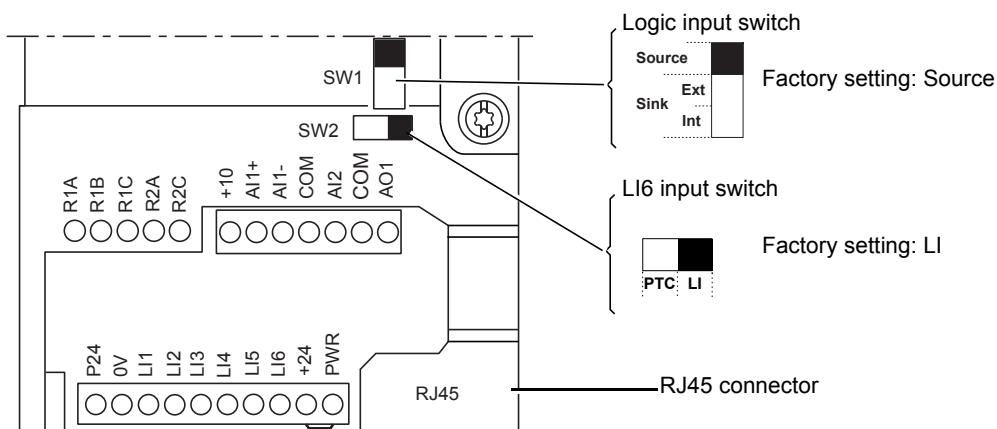 Logic input switch
Source
Factory setting: Source
Ext
Sink
Int
SW1
SW2
LI6 input switch
Factory setting: LI
PTC LI
R1A
R1B
R1C
R2A
R2C
+10
AI1+
AI1-
COM
AI2
COM
AO1
P24
0V
LI1
LI2
LI3
LI4
LI5
LI6
+24
PWR
RJ45
RJ45 connector